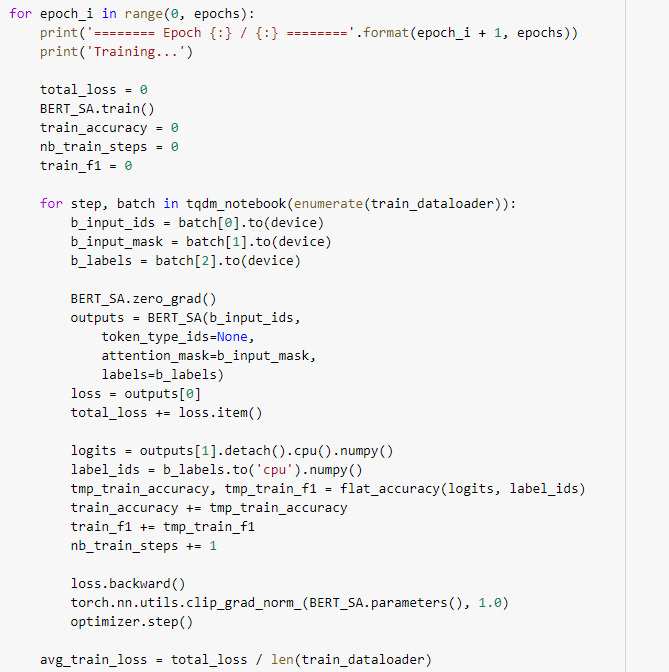 for epoch_i in range(0, epochs):
    print('======== Epoch {:} / {:} ========'.format(epoch_i + 1, epochs))
    print('Training...')
    total_loss = 0
    BERT_SA.train()
    train_accuracy = 0
    nb_train_steps = 0
    train_f1 = 0
    for step, batch in tqdm_notebook(enumerate(train_dataloader)):
        b_input_ids = batch[0].to(device)
        b_input_mask = batch[1].to(device)
        b_labels = batch[2].to(device)
        BERT_SA.zero_grad()
        outputs = BERT_SA(b_input_ids,
            token_type_ids=None,
            attention_mask=b_input_mask,
            labels=b_labels)
        loss = outputs[0]
        total_loss += loss.item()
        logits = outputs[1].detach().cpu().numpy()
        label_ids = b_labels.to('cpu').numpy()
        tmp_train_accuracy, tmp_train_f1 = flat_accuracy(logits, label_ids)
        train_accuracy += tmp_train_accuracy
        train_f1 += tmp_train_f1
        nb_train_steps += 1
        loss.backward()
        torch.nn.utils.clip_grad_norm_(BERT_SA.parameters(), 1.0)
        optimizer.step()
    avg_train_loss = total_loss / len(train_dataloader)